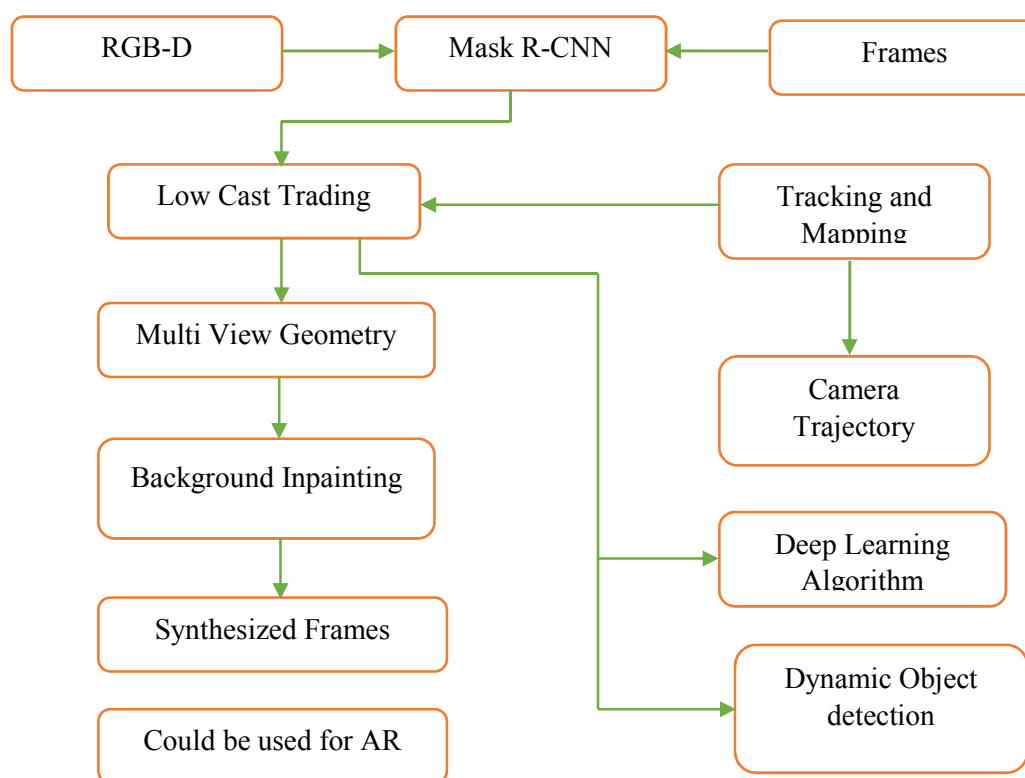 RGB-D
Mask R-CNN
Frames
Low Cast Trading
Tracking and
Mapping
Multi View Geometry
Camera
Trajectory
Background Inpainting
Deep Learning
Algorithm
Synthesized Frames
Dynamic Object
detection
Could be used for AR